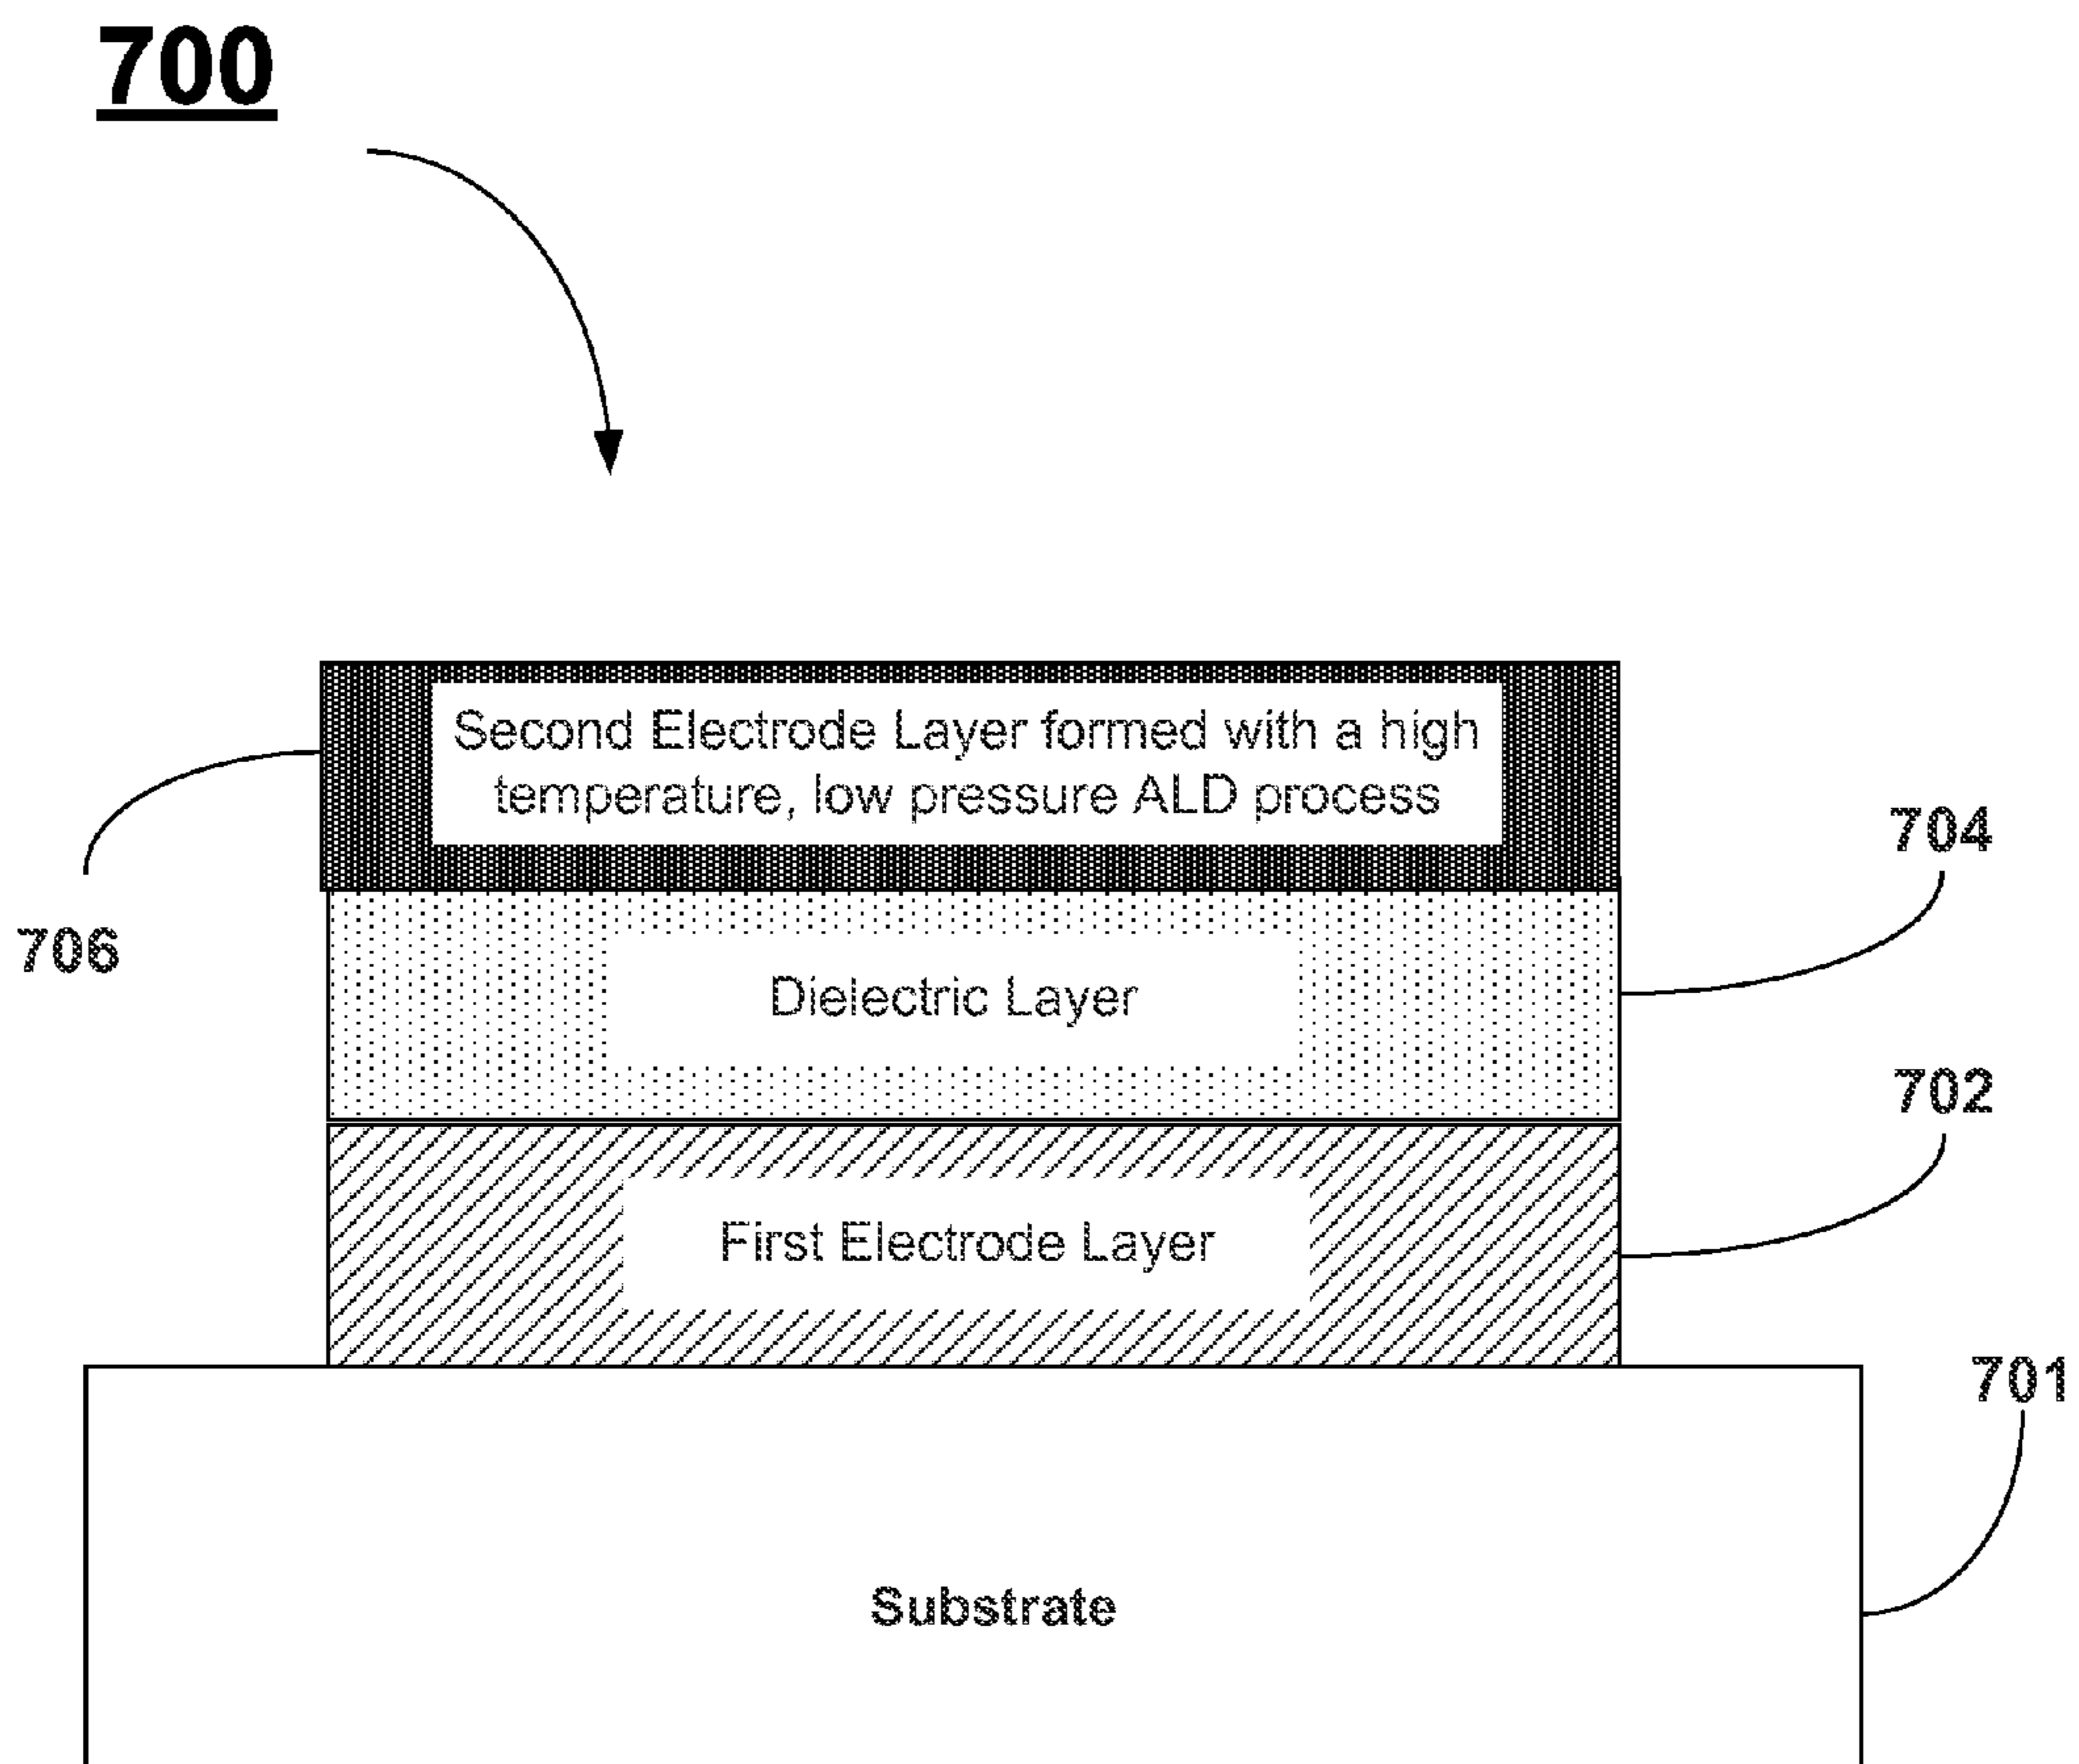 700
Second Electrode Layer formed with a high
temperature, low pressure ALD process
704
706
Dielectric Layer
702
First Electrode Layer
701
Substrate